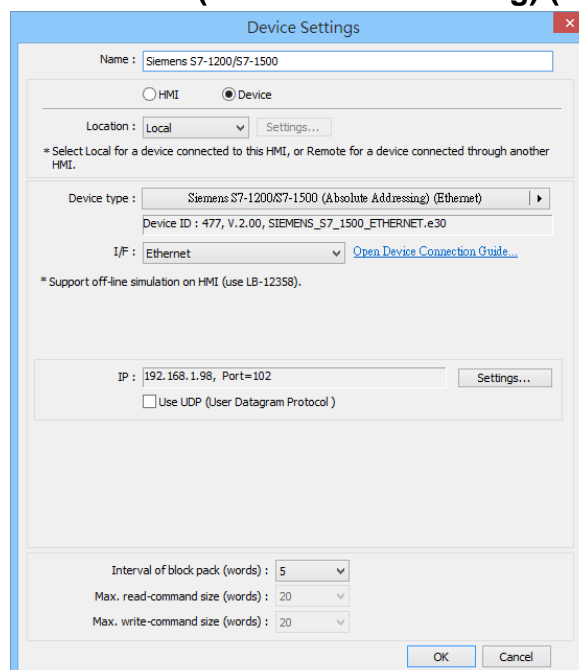 Device Settings
×
Name : Siemens S7-1200/S7-1500
HMI Device
Location : Local Settings...
* Select Local for a device connected to this HMI, or Remote for a device connected through another
HMI.
Device type : Siemens S7-1200/S7-1500 (Absolute Addressing) (Ethernet)
Device ID : 477, V.2.00, SIEMENS_S7_1500_ETHERNET.e30
I/F : Ethernet Open Device Connection Guide...
* Support off-line simulation on HMI (use LB-12358).
IP : 192.168.1.98, Port=102 Settings...
Use UDP (User Datagram Protocol )
Interval of block pack (words) : 5
Max. read-command size (words) : 20
Max. write-command size (words) : 20
OK Cancel